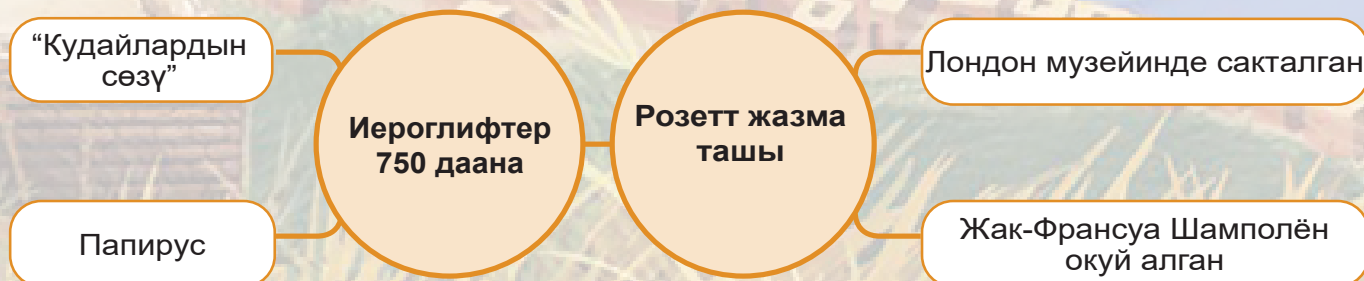 “Кудайлардын
сөзү”
Папирус
Иероглифтер
750 даана
Розетт жазма
ташы
Лондон музейинде сакталган
Жак-Франсуа Шамполён
окуй алган